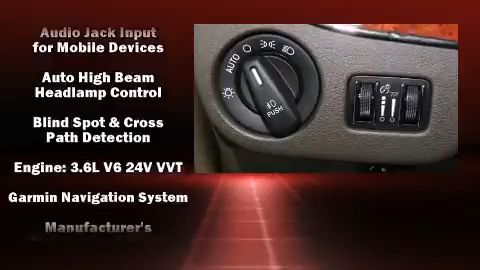 Audio Jack Input
for Mobile Devices
Auto High Beam
Headlamp Control
Blind Spot & Cross
Path Detection
Engine: 3.6L V6 24V VVT
Garmin Navigation System
Manufacturer's
AUTO
PUSH